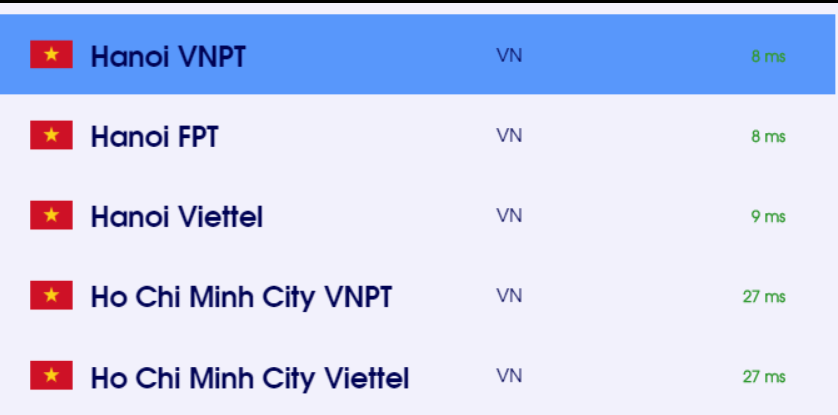 Hanoi VNPT VN 8 ms
Hanoi FPT VN 8 ms
Hanoi Viettel VN 9 ms
Ho Chi Minh City VNPT VN 27 ms
Ho Chi Minh City Viettel VN 27 ms